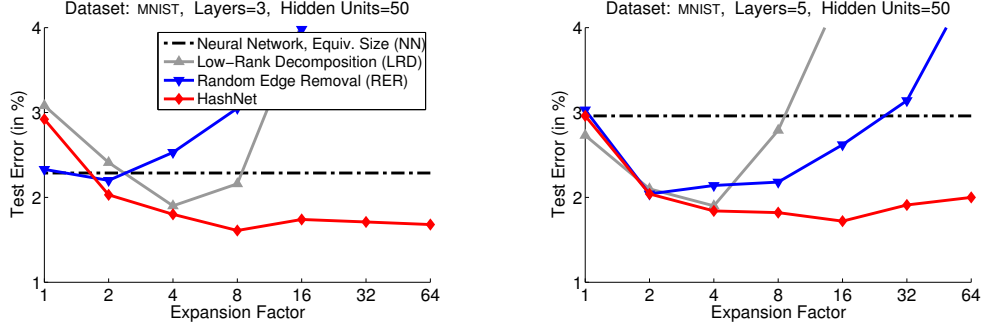 Dataset: MNIST, Layers=3, Hidden Units=50
4
3
2
1
Test Error (in %)
Neural Network, Equiv. Size (NN)
Low−Rank Decomposition (LRD)
Random Edge Removal (RER)
HashNet
1 2 4 8 16 32 64
Expansion Factor
Dataset: MNIST, Layers=5, Hidden Units=50
4
3
2
1
Test Error (in %)
1 2 4 8 16 32 64
Expansion Factor